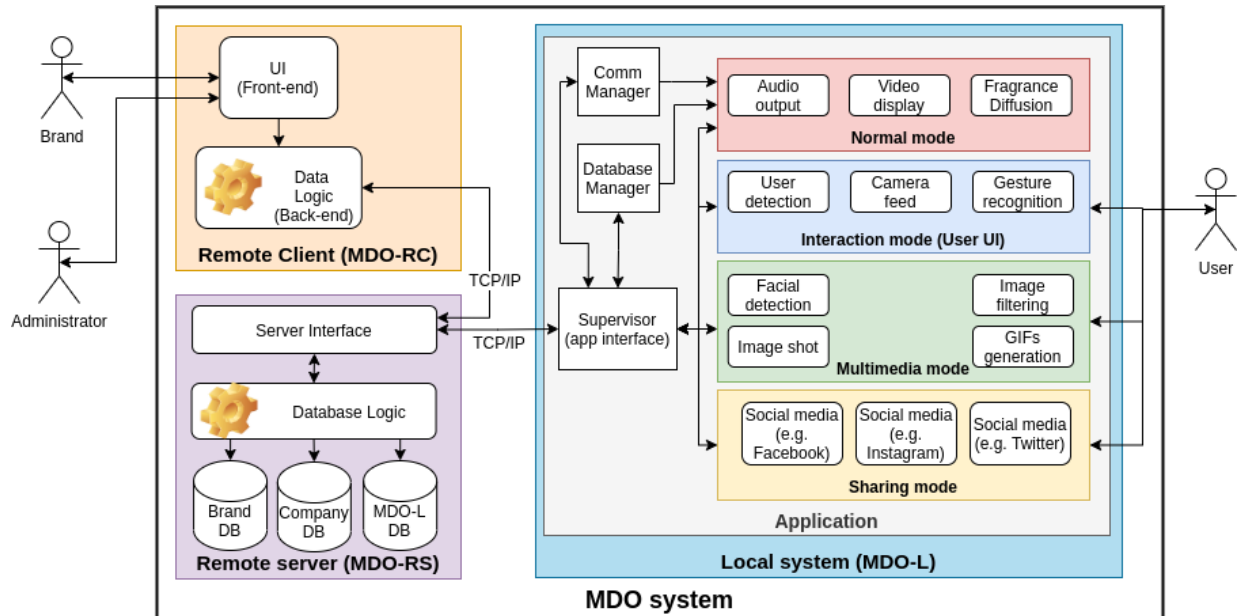 Brand
Administrator
UI
(Front-end)
Data
Logic
(Back-end)
Remote Client (MDO-RC)
TCP/IP
TCP/IP
Server Interface
Database Logic
Brand
DB
Company
DB
MDO-L
DB
Remote server (MDO-RS)
Comm
Manager
Database
Manager
Supervisor
(app interface)
Audio
output
Video
display
Fragrance
Diffusion
Normal mode
User
detection
Camera
feed
Gesture
recognition
Interaction mode (User UI)
Facial
detection
Image
filtering
Image shot
GIFs
generation
Multimedia mode
Social media
(e.g.
Facebook)
Social media
(e.g.
Instagram)
Social media
(e.g. Twitter)
Sharing mode
Application
Local system (MDO-L)
User
MDO system